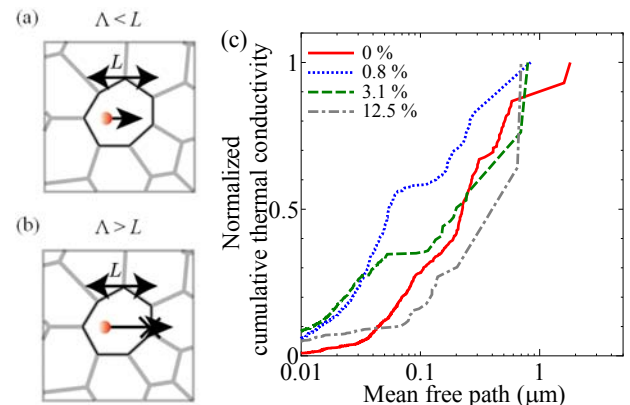 (a)
Λ < L
L
(b)
Λ > L
L
(c)
0 %
0.8 %
3.1 %
12.5 %
Normalized
cumulative thermal conductivity
1
0.5
0
0.01
0.1
1
Mean free path (μm)